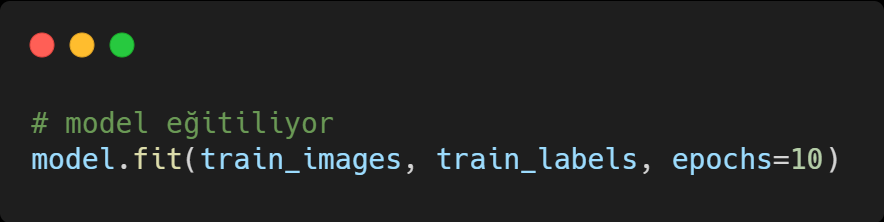 # model eğitiliyor
model.fit(train_images, train_labels, epochs=10)